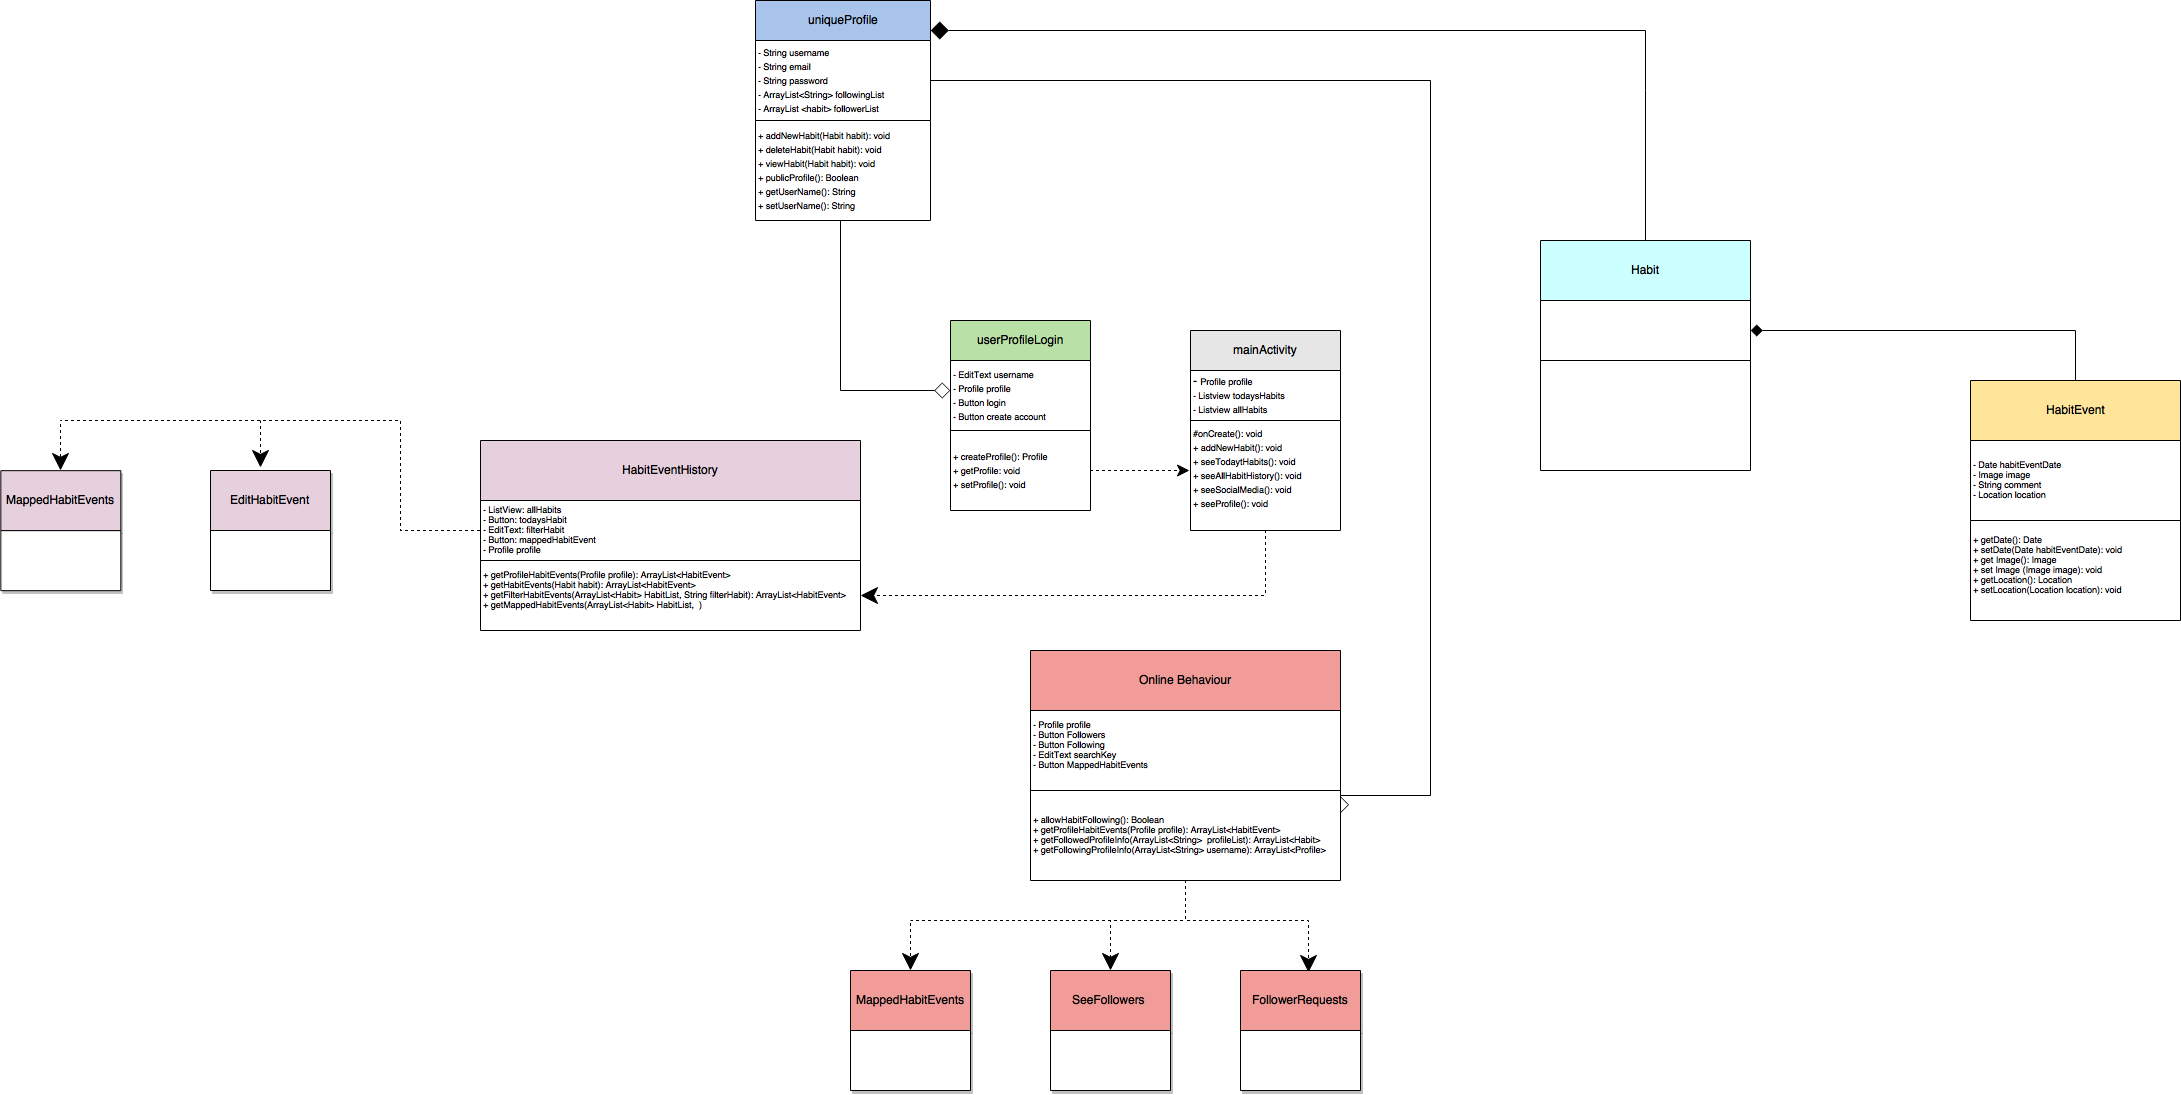 uniqueProfile
- String username
- String email
- String password
- ArrayList<String> followingList
- ArrayList <habit> followerList
+ addNewHabit(Habit habit): void
+ deleteHabit(Habit habit): void
+ viewHabit(Habit habit): void
+ publicProfile(): Boolean
+ getUserName(): String
+ setUserName(): String
Habit
userProfileLogin
- EditText username
- Profile profile
- Button login
- Button create account
+ createProfile(): Profile
+ getProfile: void
+ setProfile(): void
mainActivity
- Profile profile
- Listview todaysHabits
- Listview allHabits
#onCreate(): void
+ addNewHabit(): void
+ seeTodaytHabits(): void
+ seeAllHabitHistory(): void
+ seeSocialMedia(): void
+ seeProfile(): void
HabitEvent
- Date habitEventDate
- Image image
- String comment
- Location location
+ getDate(): Date
+ setDate(Date habitEventDate): void
+ get Image(): Image
+ set Image (Image image): void
+ getLocation(): Location
+ setLocation(Location location): void
MappedHabitEvents
EditHabitEvent
HabitEventHistory
- ListView: allHabits
- Button: todaysHabit
- EditText: filterHabit
- Button: mappedHabitEvent
- Profile profile
+ getProfileHabitEvents(Profile profile): ArrayList<HabitEvent>
+ getHabitEvents(Habit habit): ArrayList<HabitEvent>
+ getFilterHabitEvents(ArrayList<Habit> HabitList, String filterHabit): ArrayList<HabitEvent>
+ getMappedHabitEvents(ArrayList<Habit> HabitList,  )
Online Behaviour
- Profile profile
- Button Followers
- Button Following
- EditText searchKey
- Button MappedHabitEvents
+ allowHabitFollowing(): Boolean
+ getProfileHabitEvents(Profile profile): ArrayList<HabitEvent>
+ getFollowedProfileInfo(ArrayList<String>  profileList): ArrayList<Habit>
+ getFollowingProfileInfo(ArrayList<String> username): ArrayList<Profile>
MappedHabitEvents
SeeFollowers
FollowerRequests